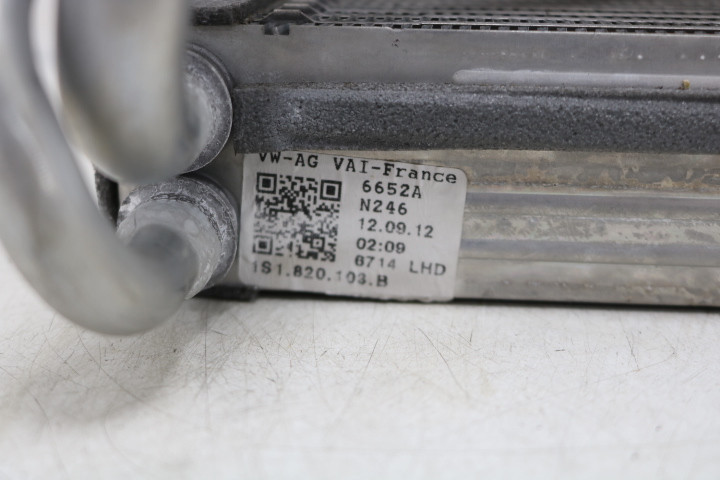 VW-AG VAI-France
6652A
N246
12.09.12
02:09
6714 LHD
1S1.820.103.B